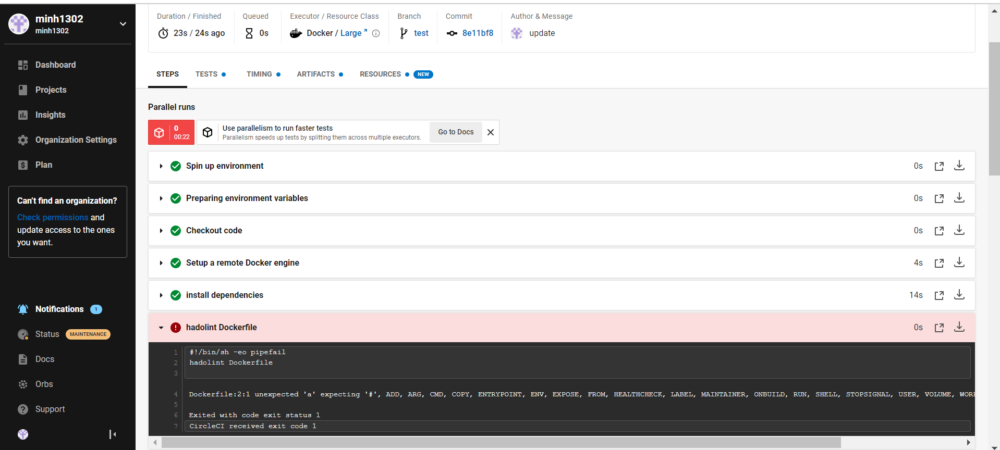 minh1302
minh1302
Dashboard
Projects
Insights
Organization Settings
Plan
Can't find an organization?
Check permissions and
update access to the ones
you want.
Notifications 1
Status MAINTENANCE
Docs
Orbs
Support
Duration / Finished
23s / 24s ago
Queued
0s
Executor / Resource Class
Docker / Large
Branch
test
Commit
8e11bf8
Author & Message
update
STEPS TESTS TIMING ARTIFACTS RESOURCES NEW
Parallel runs
0
00:22
Use parallelism to run faster tests
Parallelism speeds up tests by splitting them across multiple executors.
Go to Docs
Spin up environment 0s
Preparing environment variables 0s
Checkout code 0s
Setup a remote Docker engine 4s
install dependencies 14s
hadolint Dockerfile 0s
1 #!/bin/sh -eo pipefail
2 hadolint Dockerfile
3
4 Dockerfile:2:1 unexpected 'a' expecting '#', ADD, ARG, CMD, COPY, ENTRYPOINT, ENV, EXPOSE, FROM, HEALTHCHECK, LABEL, MAINTAINER, ONBUILD, RUN, SHELL, STOPSIGNAL, USER, VOLUME,
5
6 Exited with code exit status 1
7 CircleCI received exit code 1